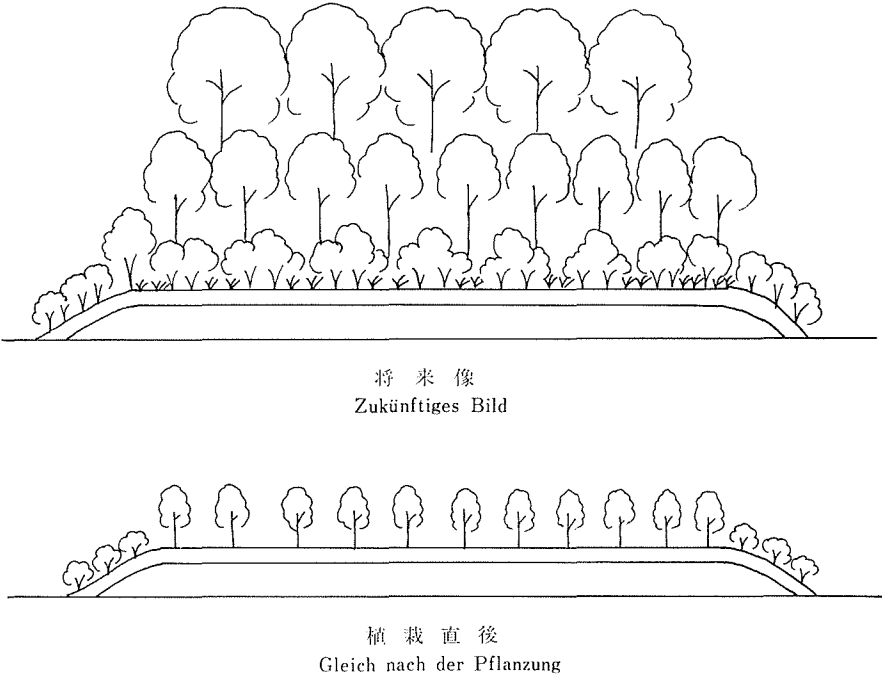 将来像
Zukünftiges Bild
植栽直後
Gleich nach der Pflanzung